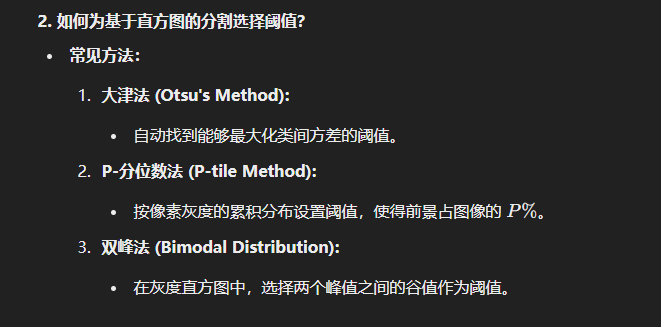 2. 如何为基于直方图的分割选择阈值?
• 常见方法：
1. 大津法 (Otsu's Method):
• 自动找到能够最大化类间方差的阈值。
2. P-分位数法 (P-tile Method):
• 按像素灰度的累积分布设置阈值，使得前景占图像的 P%。
3. 双峰法 (Bimodal Distribution):
• 在灰度直方图中，选择两个峰值之间的谷值作为阈值。